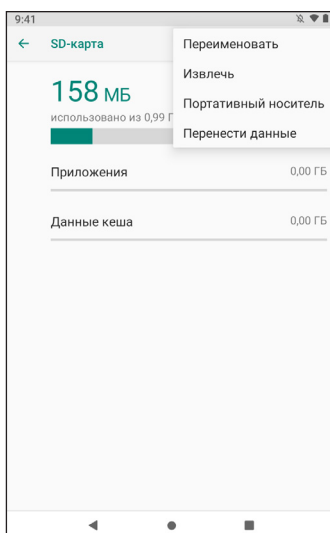 9:41
SD-карта
Переименовать
Извлечь
Портативный носитель
Перенести данные
158 МБ
использовано из 0,99 Г
Приложения 0,00 ГБ
Данные кеша 0,00 ГБ